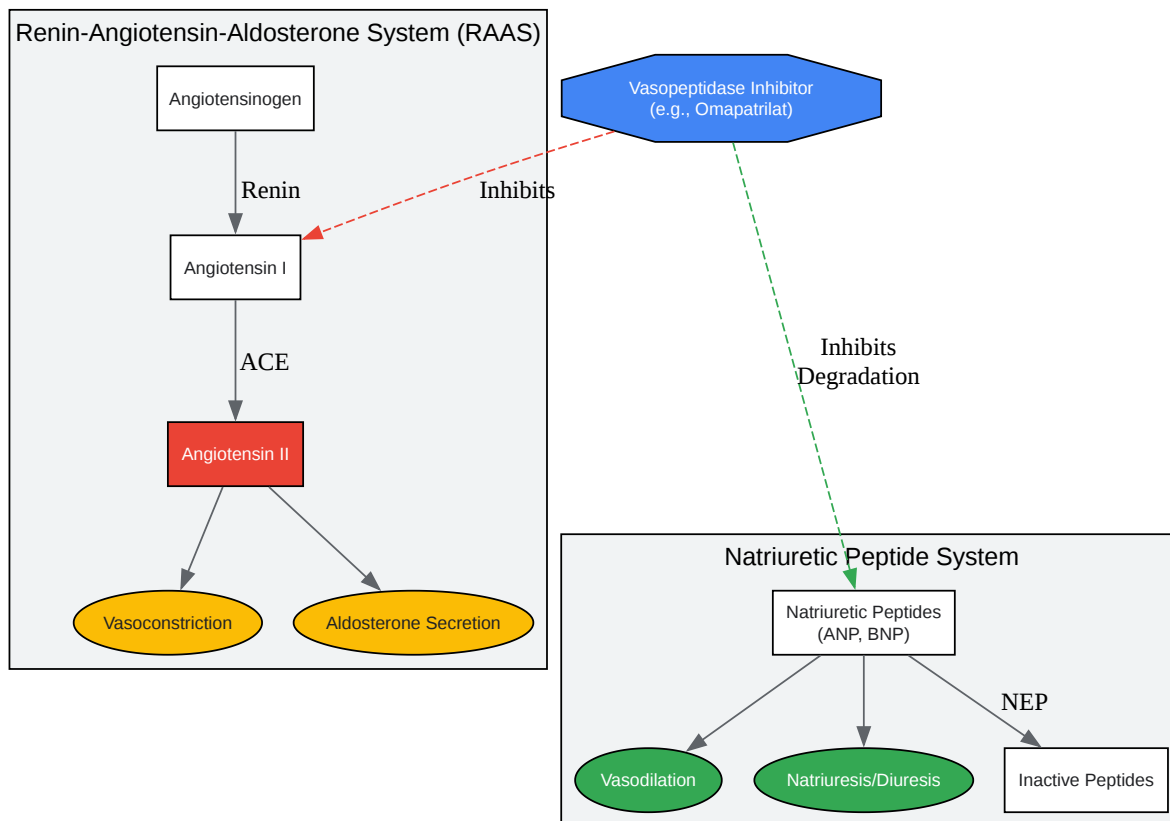 Renin-Angiotensin-Aldosterone System (RAAS)
Angiotensinogen
Vasopeptidase Inhibitor
(e.g., Omapatrilat)
Renin
Inhibits
Angiotensin I
ACE
Inhibits
Degradation
Angiotensin II
Natriuretic Peptide System
Vasoconstriction
Aldosterone Secretion
Natriuretic Peptides
(ANP, BNP)
NEP
Vasodilation
Natriuresis/Diuresis
Inactive Peptides